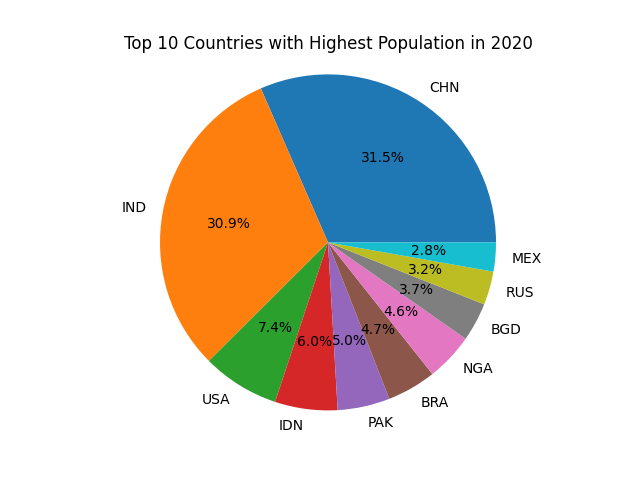 Top 10 Countries with Highest Population in 2020
CHN
31.5%
IND
30.9%
USA
7.4%
IDN
6.0%
PAK
5.0%
BRA
4.7%
NGA
4.6%
BGD
3.7%
RUS
3.2%
MEX
2.8%